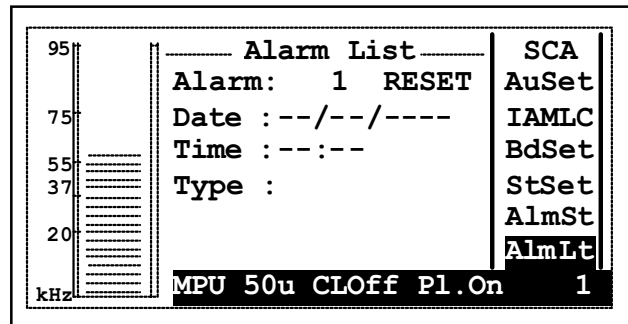 95
75
55
37
20
kHz
Alarm List
Alarm: 1 RESET
Date :--/--/----
Time :--:--
Type :
SCA
AuSet
IAMLC
BdSet
StSet
AlmSt
AlmLt
MPU 50u CLOff Pl.On 1